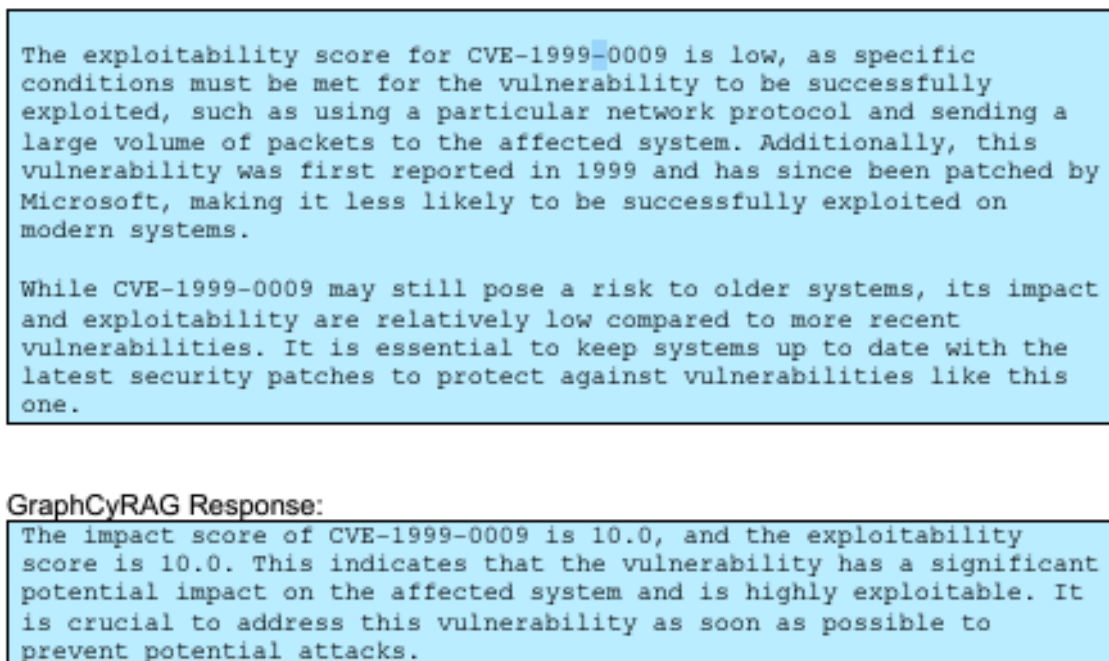 The exploitability score for CVE-1999-0009 is low, as specific
conditions must be met for the vulnerability to be successfully
exploited, such as using a particular network protocol and sending a
large volume of packets to the affected system. Additionally, this
vulnerability was first reported in 1999 and has since been patched by
Microsoft, making it less likely to be successfully exploited on
modern systems.
While CVE-1999-0009 may still pose a risk to older systems, its impact
and exploitability are relatively low compared to more recent
vulnerabilities. It is essential to keep systems up to date with the
latest security patches to protect against vulnerabilities like this
one.
GraphCyRAG Response:
The impact score of CVE-1999-0009 is 10.0, and the exploitability
score is 10.0. This indicates that the vulnerability has a significant
potential impact on the affected system and is highly exploitable. It
is crucial to address this vulnerability as soon as possible to
prevent potential attacks.